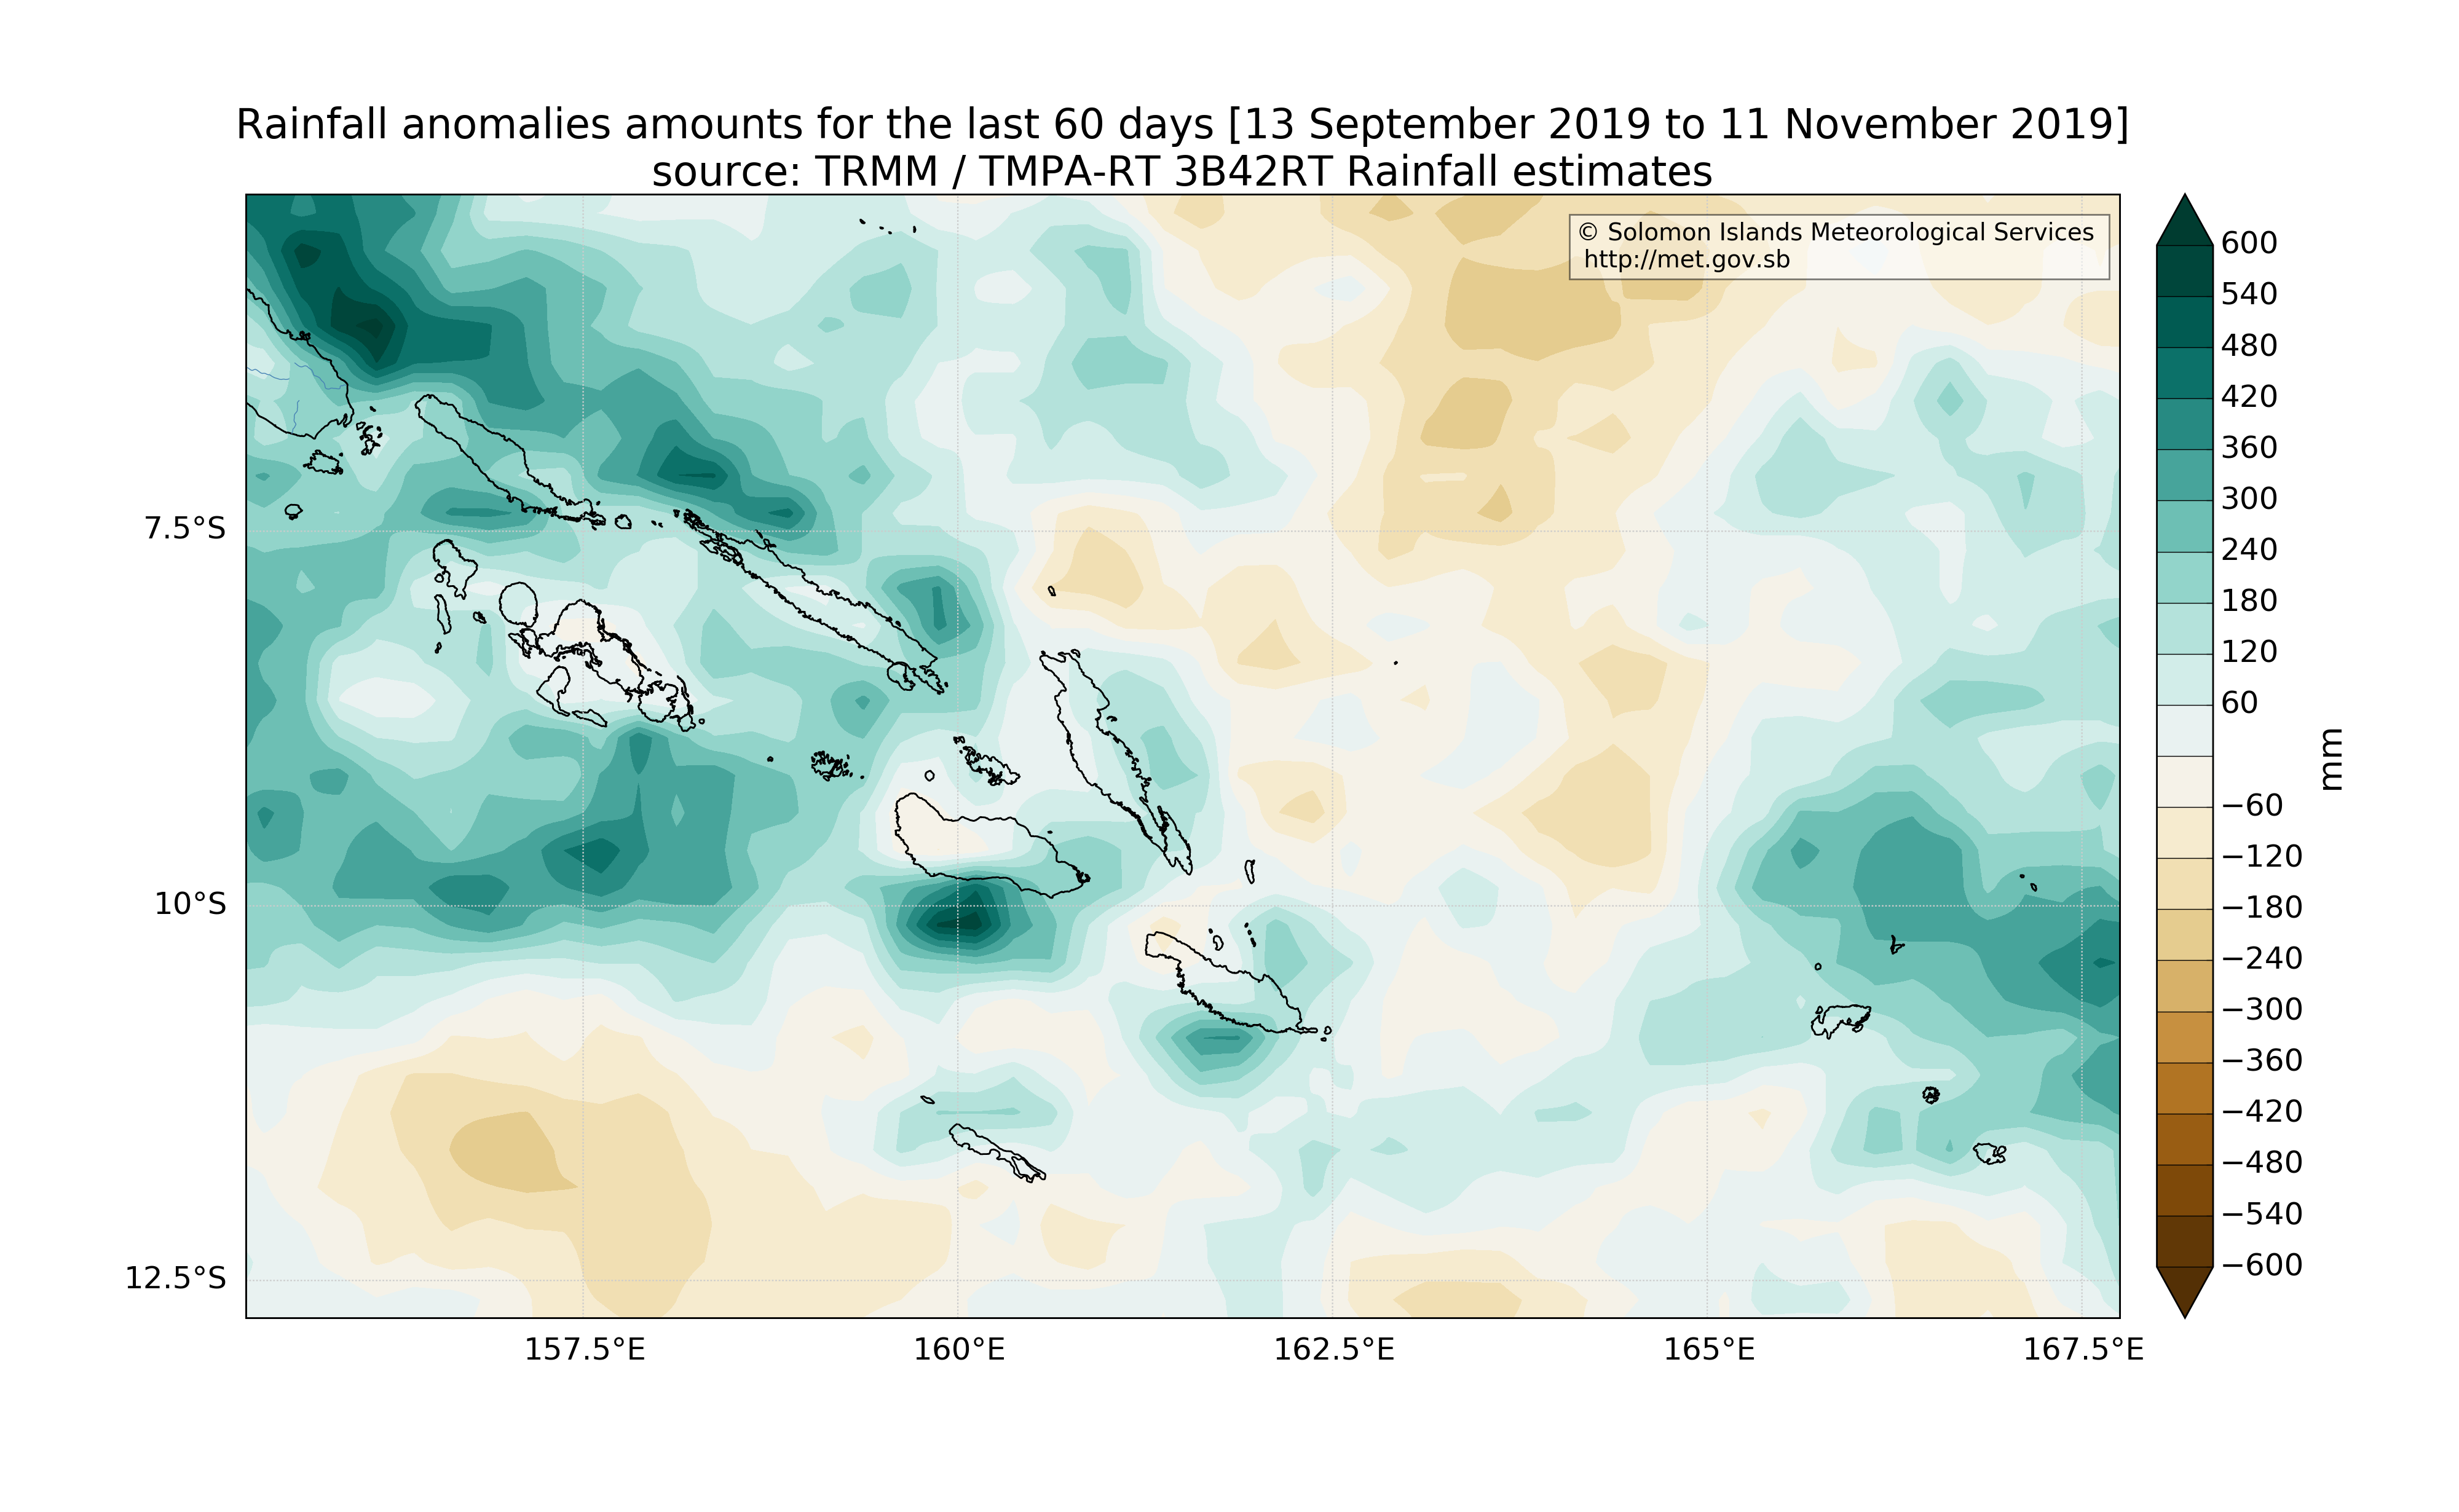 Rainfall anomalies amounts for the last 60 days [13 September 2019 to 11 November 2019]
source: TRMM / TMPA-RT 3B42RT Rainfall estimates
© Solomon Islands Meteorological Services
http://met.gov.sb
7.5°S
10°S
12.5°S
157.5°E
160°E
162.5°E
165°E
167.5°E
600
540
480
420
360
300
240
180
120
60
−60
−120
−180
−240
−300
−360
−420
−480
−540
−600
mm